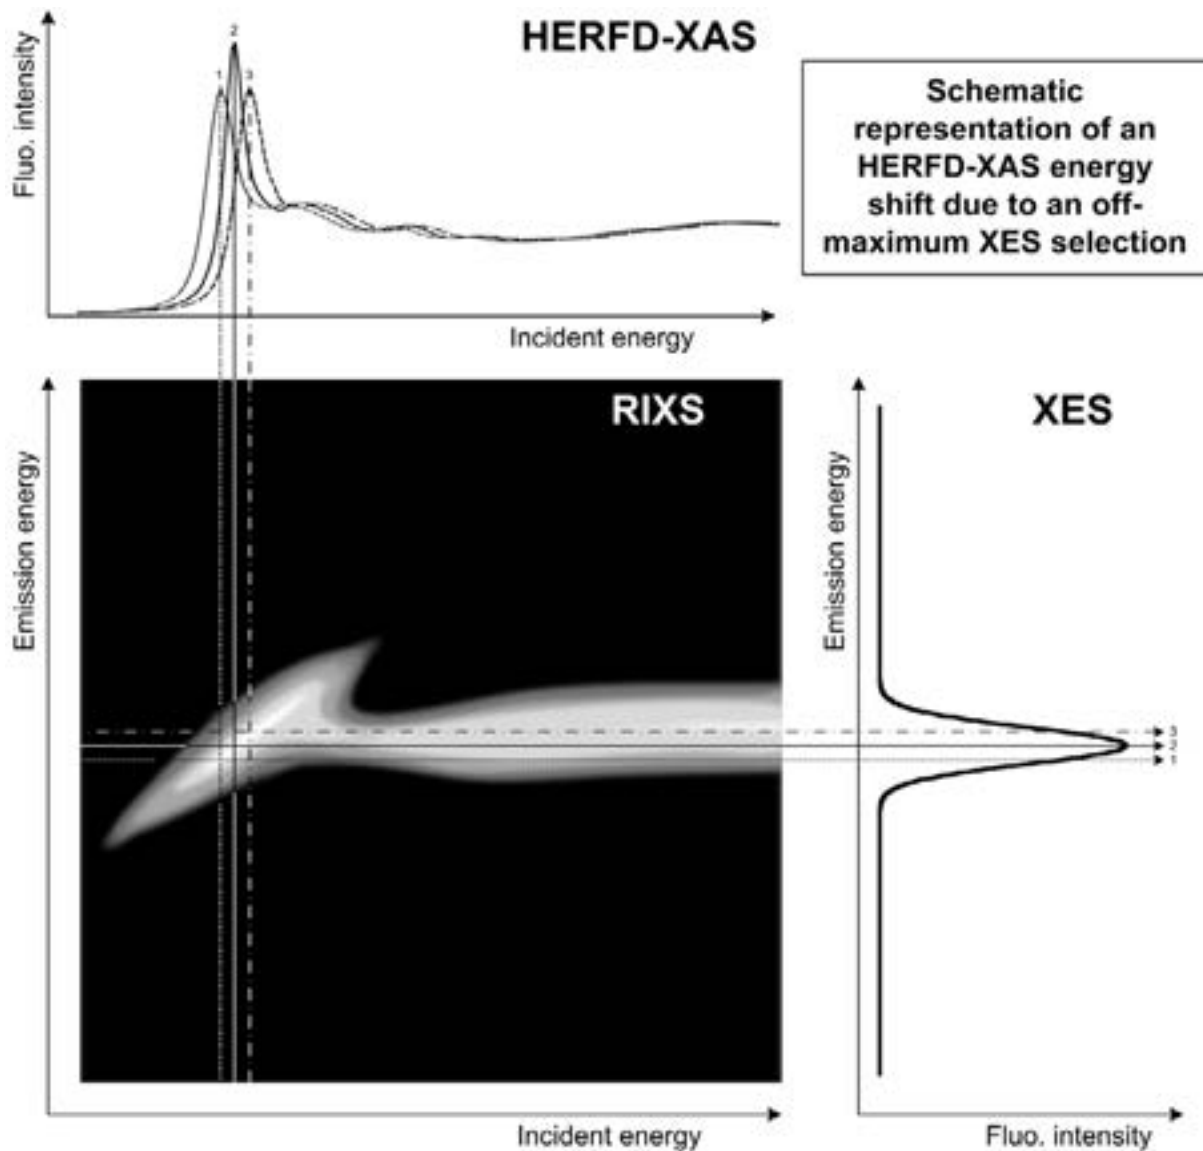 HERFD-XAS
Fluo. intensity
1
2
3
Incident energy
Schematic
representation of an
HERFD-XAS energy
shift due to an off-
maximum XES selection
RIXS
Emission energy
Incident energy
XES
Emission energy
3
2
1
Fluo. intensity